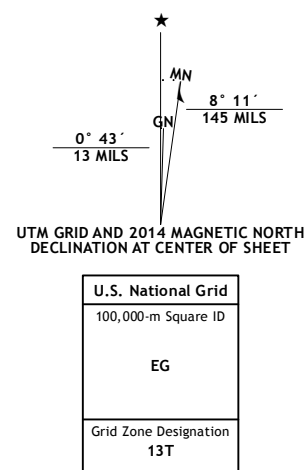 ★
MN
GN
8° 11´
145 MILS
0° 43´
13 MILS
UTM GRID AND 2014 MAGNETIC NORTH
DECLINATION AT CENTER OF SHEET
U.S. National Grid
100,000-m Square ID
EG
Grid Zone Designation
13T